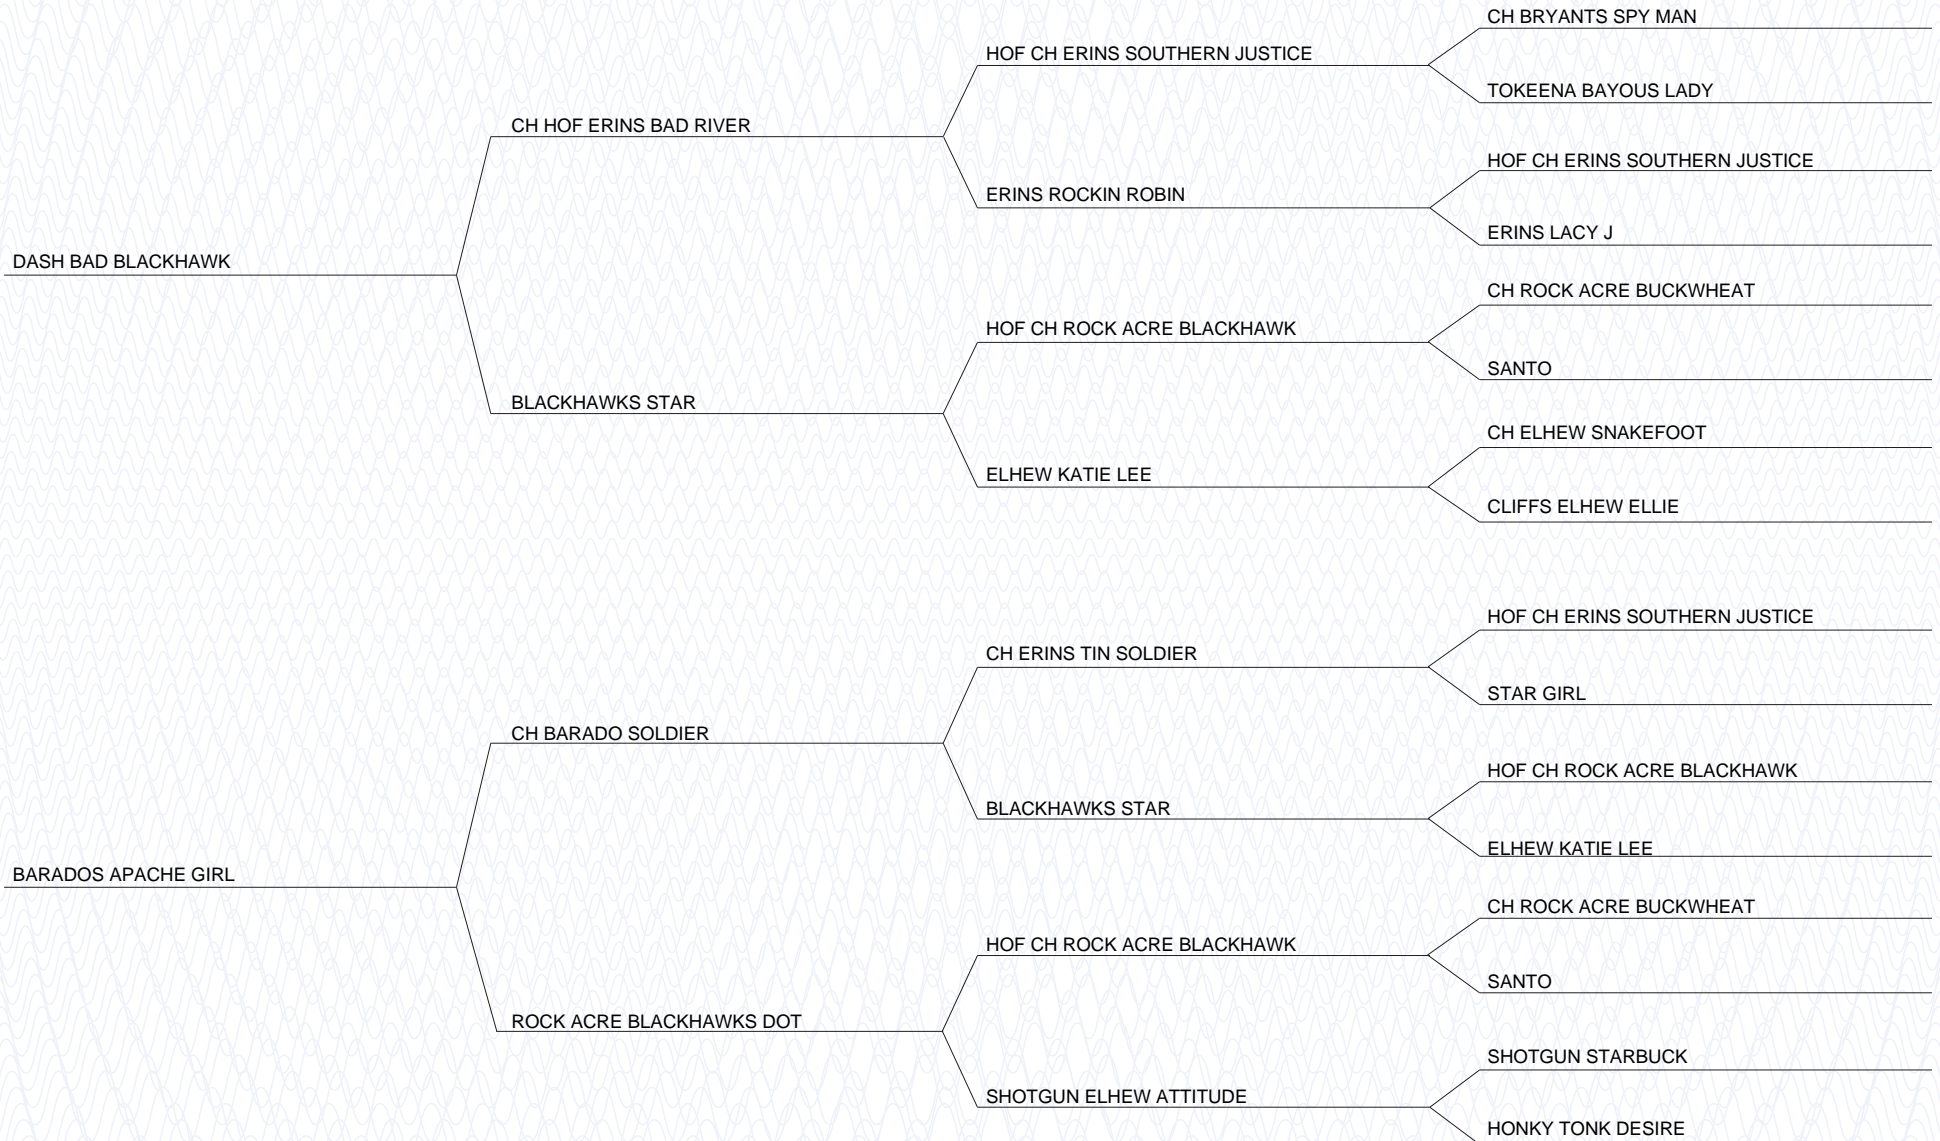 CH BRYANTS SPY MAN
HOF CH ERINS SOUTHERN JUSTICE
TOKEENA BAYOUS LADY
CH HOF ERINS BAD RIVER
HOF CH ERINS SOUTHERN JUSTICE
ERINS ROCKIN ROBIN
ERINS LACY J
DASH BAD BLACKHAWK
CH ROCK ACRE BUCKWHEAT
HOF CH ROCK ACRE BLACKHAWK
SANTO
BLACKHAWKS STAR
CH ELHEW SNAKEFOOT
ELHEW KATIE LEE
CLIFFS ELHEW ELLIE
HOF CH ERINS SOUTHERN JUSTICE
CH ERINS TIN SOLDIER
STAR GIRL
CH BARADO SOLDIER
HOF CH ROCK ACRE BLACKHAWK
BLACKHAWKS STAR
ELHEW KATIE LEE
BARADOS APACHE GIRL
CH ROCK ACRE BUCKWHEAT
HOF CH ROCK ACRE BLACKHAWK
SANTO
ROCK ACRE BLACKHAWKS DOT
SHOTGUN STARBUCK
SHOTGUN ELHEW ATTITUDE
HONKY TONK DESIRE